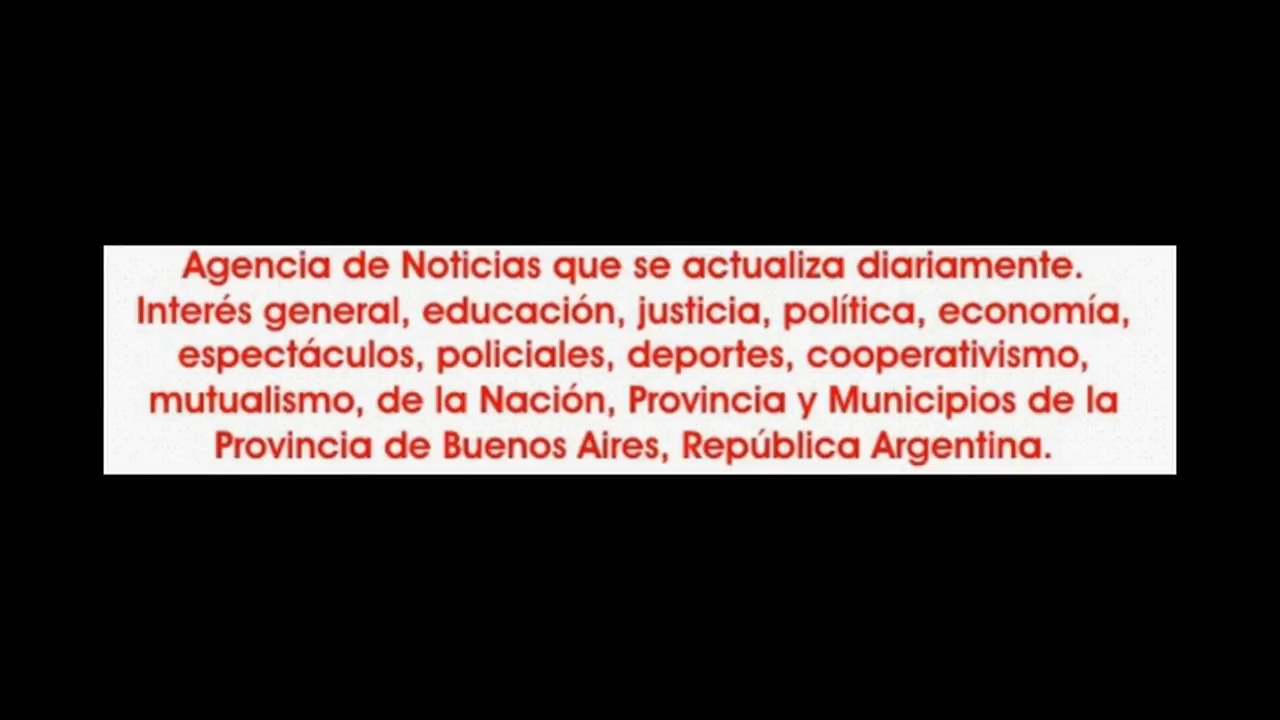 Agencia de Noticias que se actualiza diariamente.
Interés general, educación, justicia, política, economía,
espectáculos, policiales, deportes, cooperativismo,
mutualismo, de la Nación, Provincia y Municipios de la
Provincia de Buenos Aires, República Argentina.